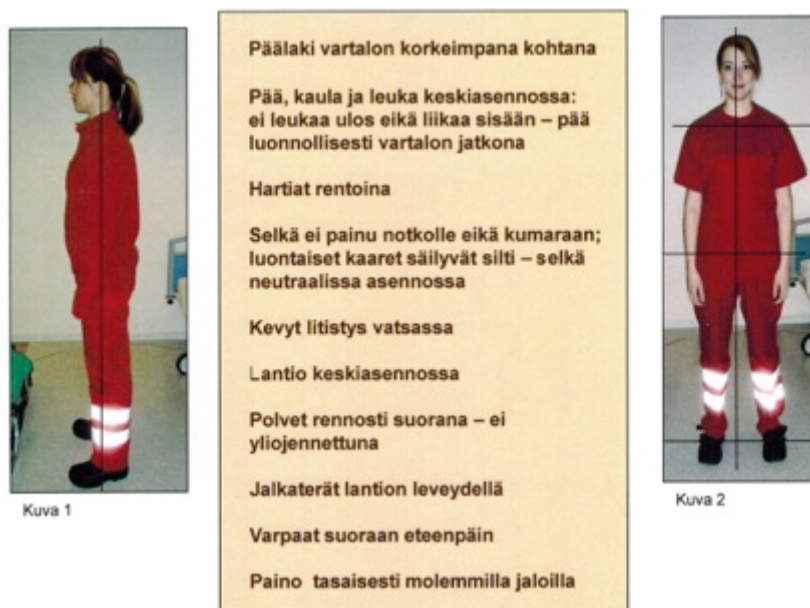 Päälaki vartalon korkeimpana kohtana
Pää, kaula ja leuka keskiasennossa:
ei leukaa ulos eikä liikaa sisään – pää
luonnollisesti vartalon jatkona
Hartiat rentoina
Selkä ei painu notkolle eikä kumaraan;
luontaiset kaaret säilyvät silti – selkä
neutraalissa asennossa
Kevyt litistys vatsassa
Lantio keskiasennossa
Polvet rennosti suorana – ei
yliojennettuna
Jalkaterät lantion leveydellä
Varpaat suoraan eteenpäin
Paino tasaisesti molemmilla jaloilla
Kuva 1
Kuva 2